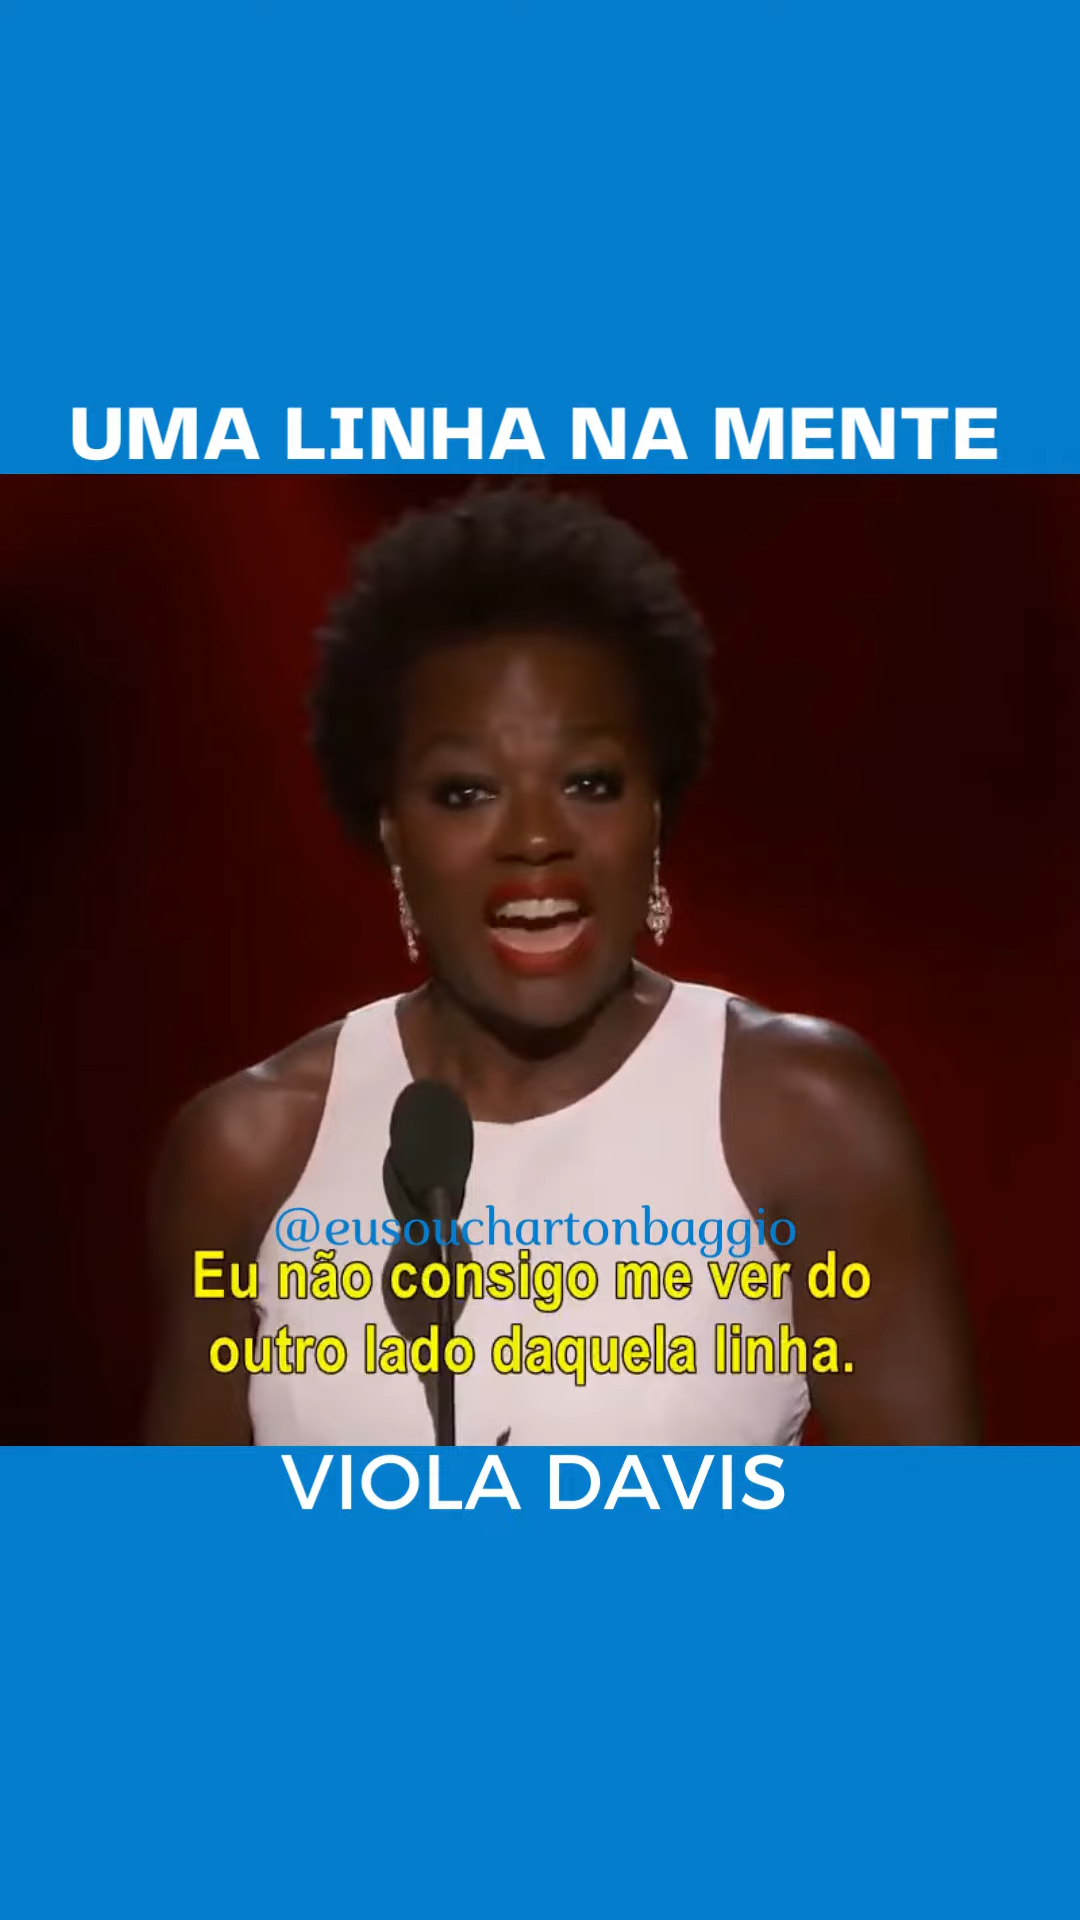 UMA LINHA NA MENTE
@eusouchartonbaggio
Eu não consigo me ver do
outro lado daquela linha.
VIOLA DAVIS